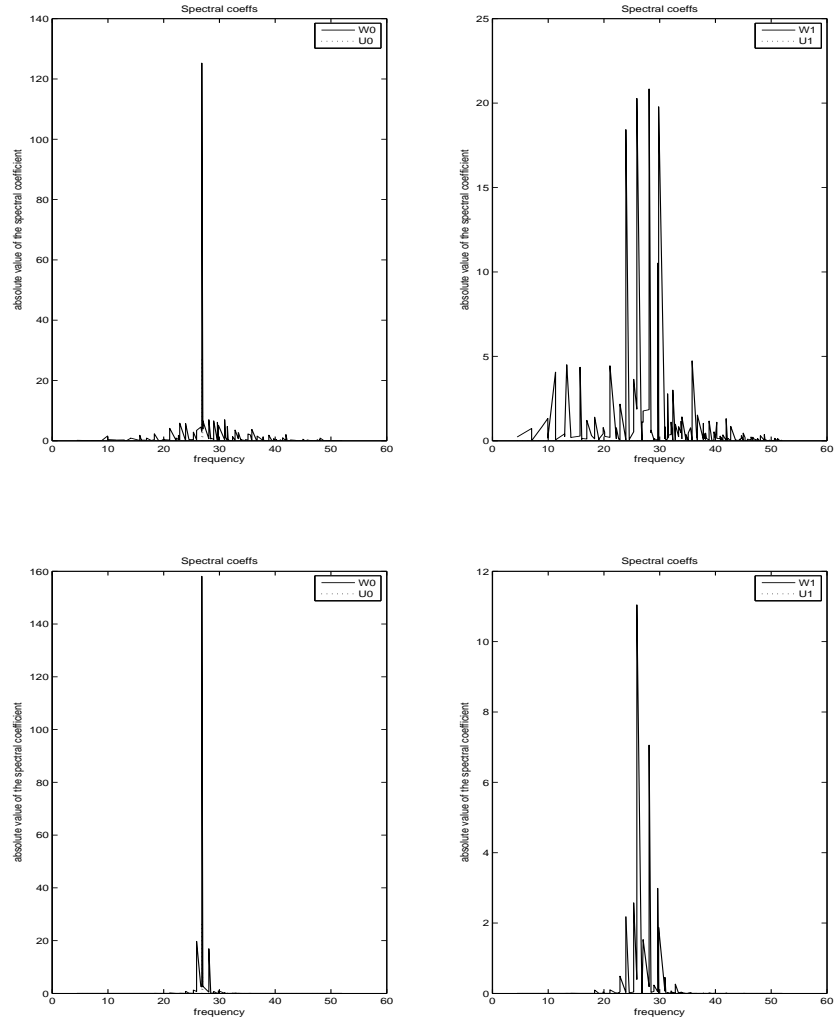 Spectral coeffs
W0
U0
absolute value of the spectral coefficient
140
120
100
80
60
40
20
0
0 10 20 30 40 50 60
frequency
Spectral coeffs
W1
U1
absolute value of the spectral coefficient
25
20
15
10
5
0
0 10 20 30 40 50 60
frequency
Spectral coeffs
W0
U0
absolute value of the spectral coefficient
160
140
120
100
80
60
40
20
0
0 10 20 30 40 50 60
frequency
Spectral coeffs
W1
U1
absolute value of the spectral coefficient
12
10
8
6
4
2
0
0 10 20 30 40 50 60
frequency